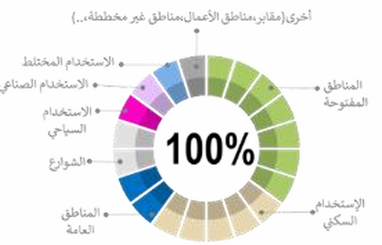 أخرى(مقابر،مناطق الأعمال،مناطق غير مخططة،..)
الاستخدام المختلط
الاستخدام الصناعي
الاستخدام
السياحي
الشوارع
المناطق
العامة
المناطق
المفتوحة
الإستخدام
السكني
100%